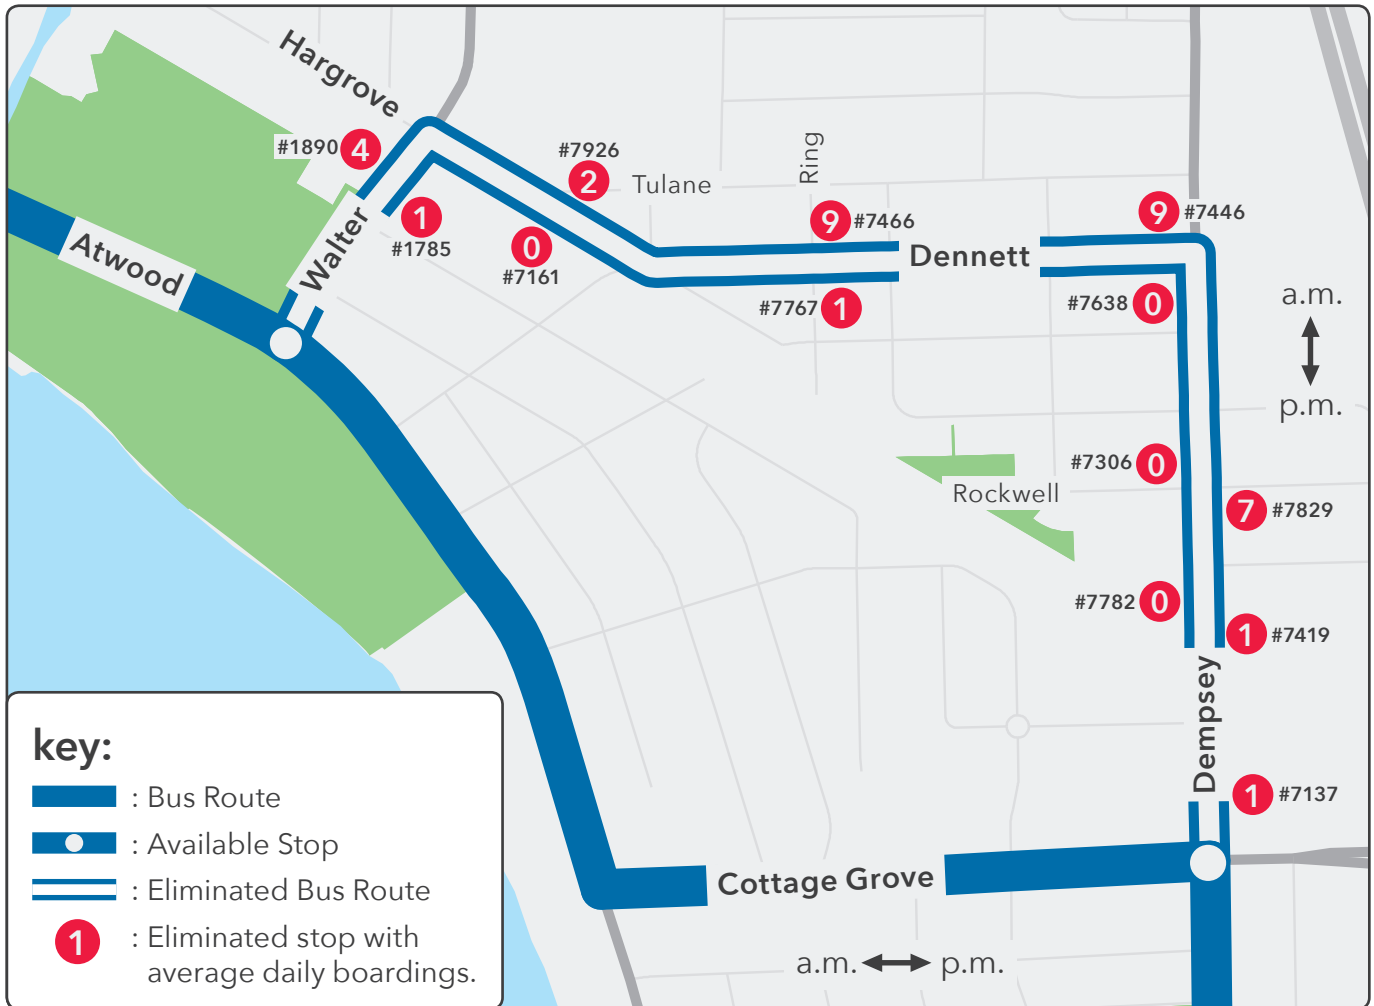 Hargrove
#1890 4
#7926
2
Tulane
Ring
9 #7466
9 #7446
1
#1785
0
#7161
Walter
Atwood
Dennett
#7767 1
#7638 0
a.m.
p.m.
#7306 0
Rockwell
7 #7829
#7782 0
1 #7419
Dempsey
1 #7137
Cottage Grove
a.m. p.m.
key:
: Bus Route
: Available Stop
: Eliminated Bus Route
1 : Eliminated stop with
average daily boardings.